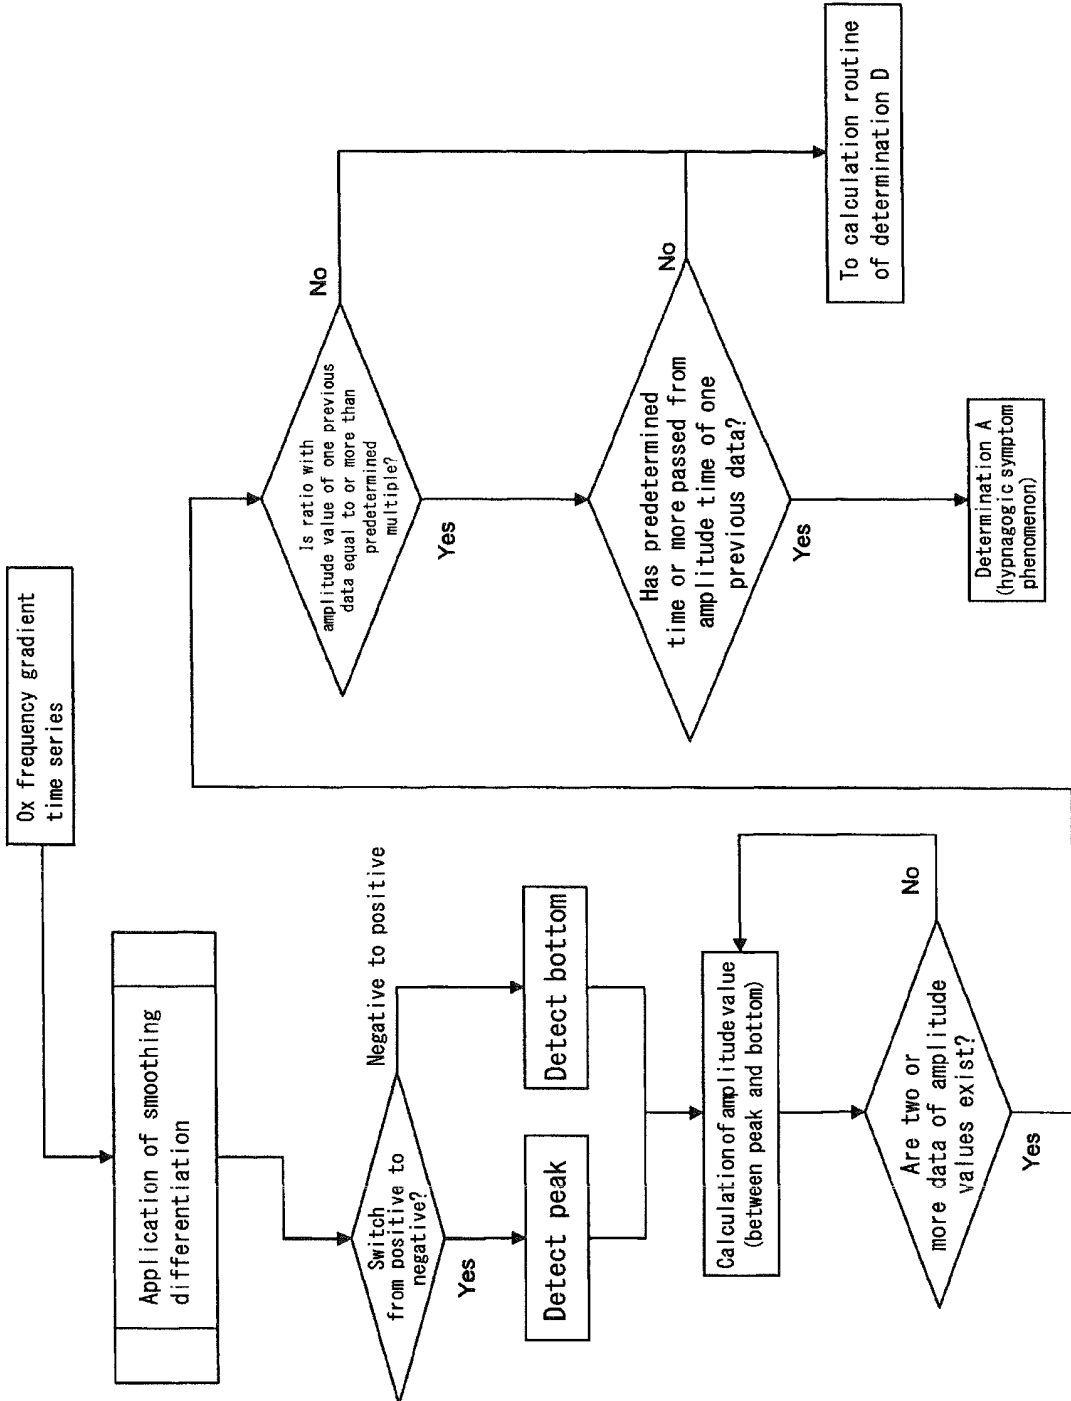 Ox frequency gradient
time series
Application of smoothing
differentiation
Switch
from positive to
negative?
Negative to positive
Yes
Detect peak
Detect bottom
Calculation of amplitude value
(between peak and bottom)
Are two or
more data of amplitude
values exist?
No
Yes
Is ratio with
amplitude value of one previous
data equal to or more than
predetermined
multiple?
No
Yes
Has predetermined
time or more passed from
amplitude time of one
previous data?
No
Yes
Determination A
(hypnagogic symptom
phenomenon)
To calculation routine
of determination D